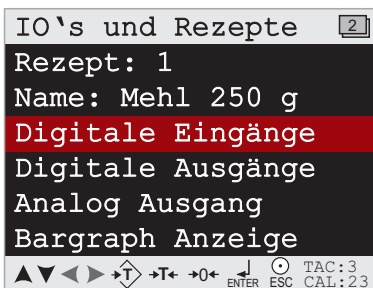 IO`s und Rezepte 2
Rezept: 1
Name: Mehl 250 g
Digitale Eingänge
Digitale Ausgänge
Analog Ausgang
Bargraph Anzeige
T →T← →0← ENTER ESC TAC:3
CAL:23